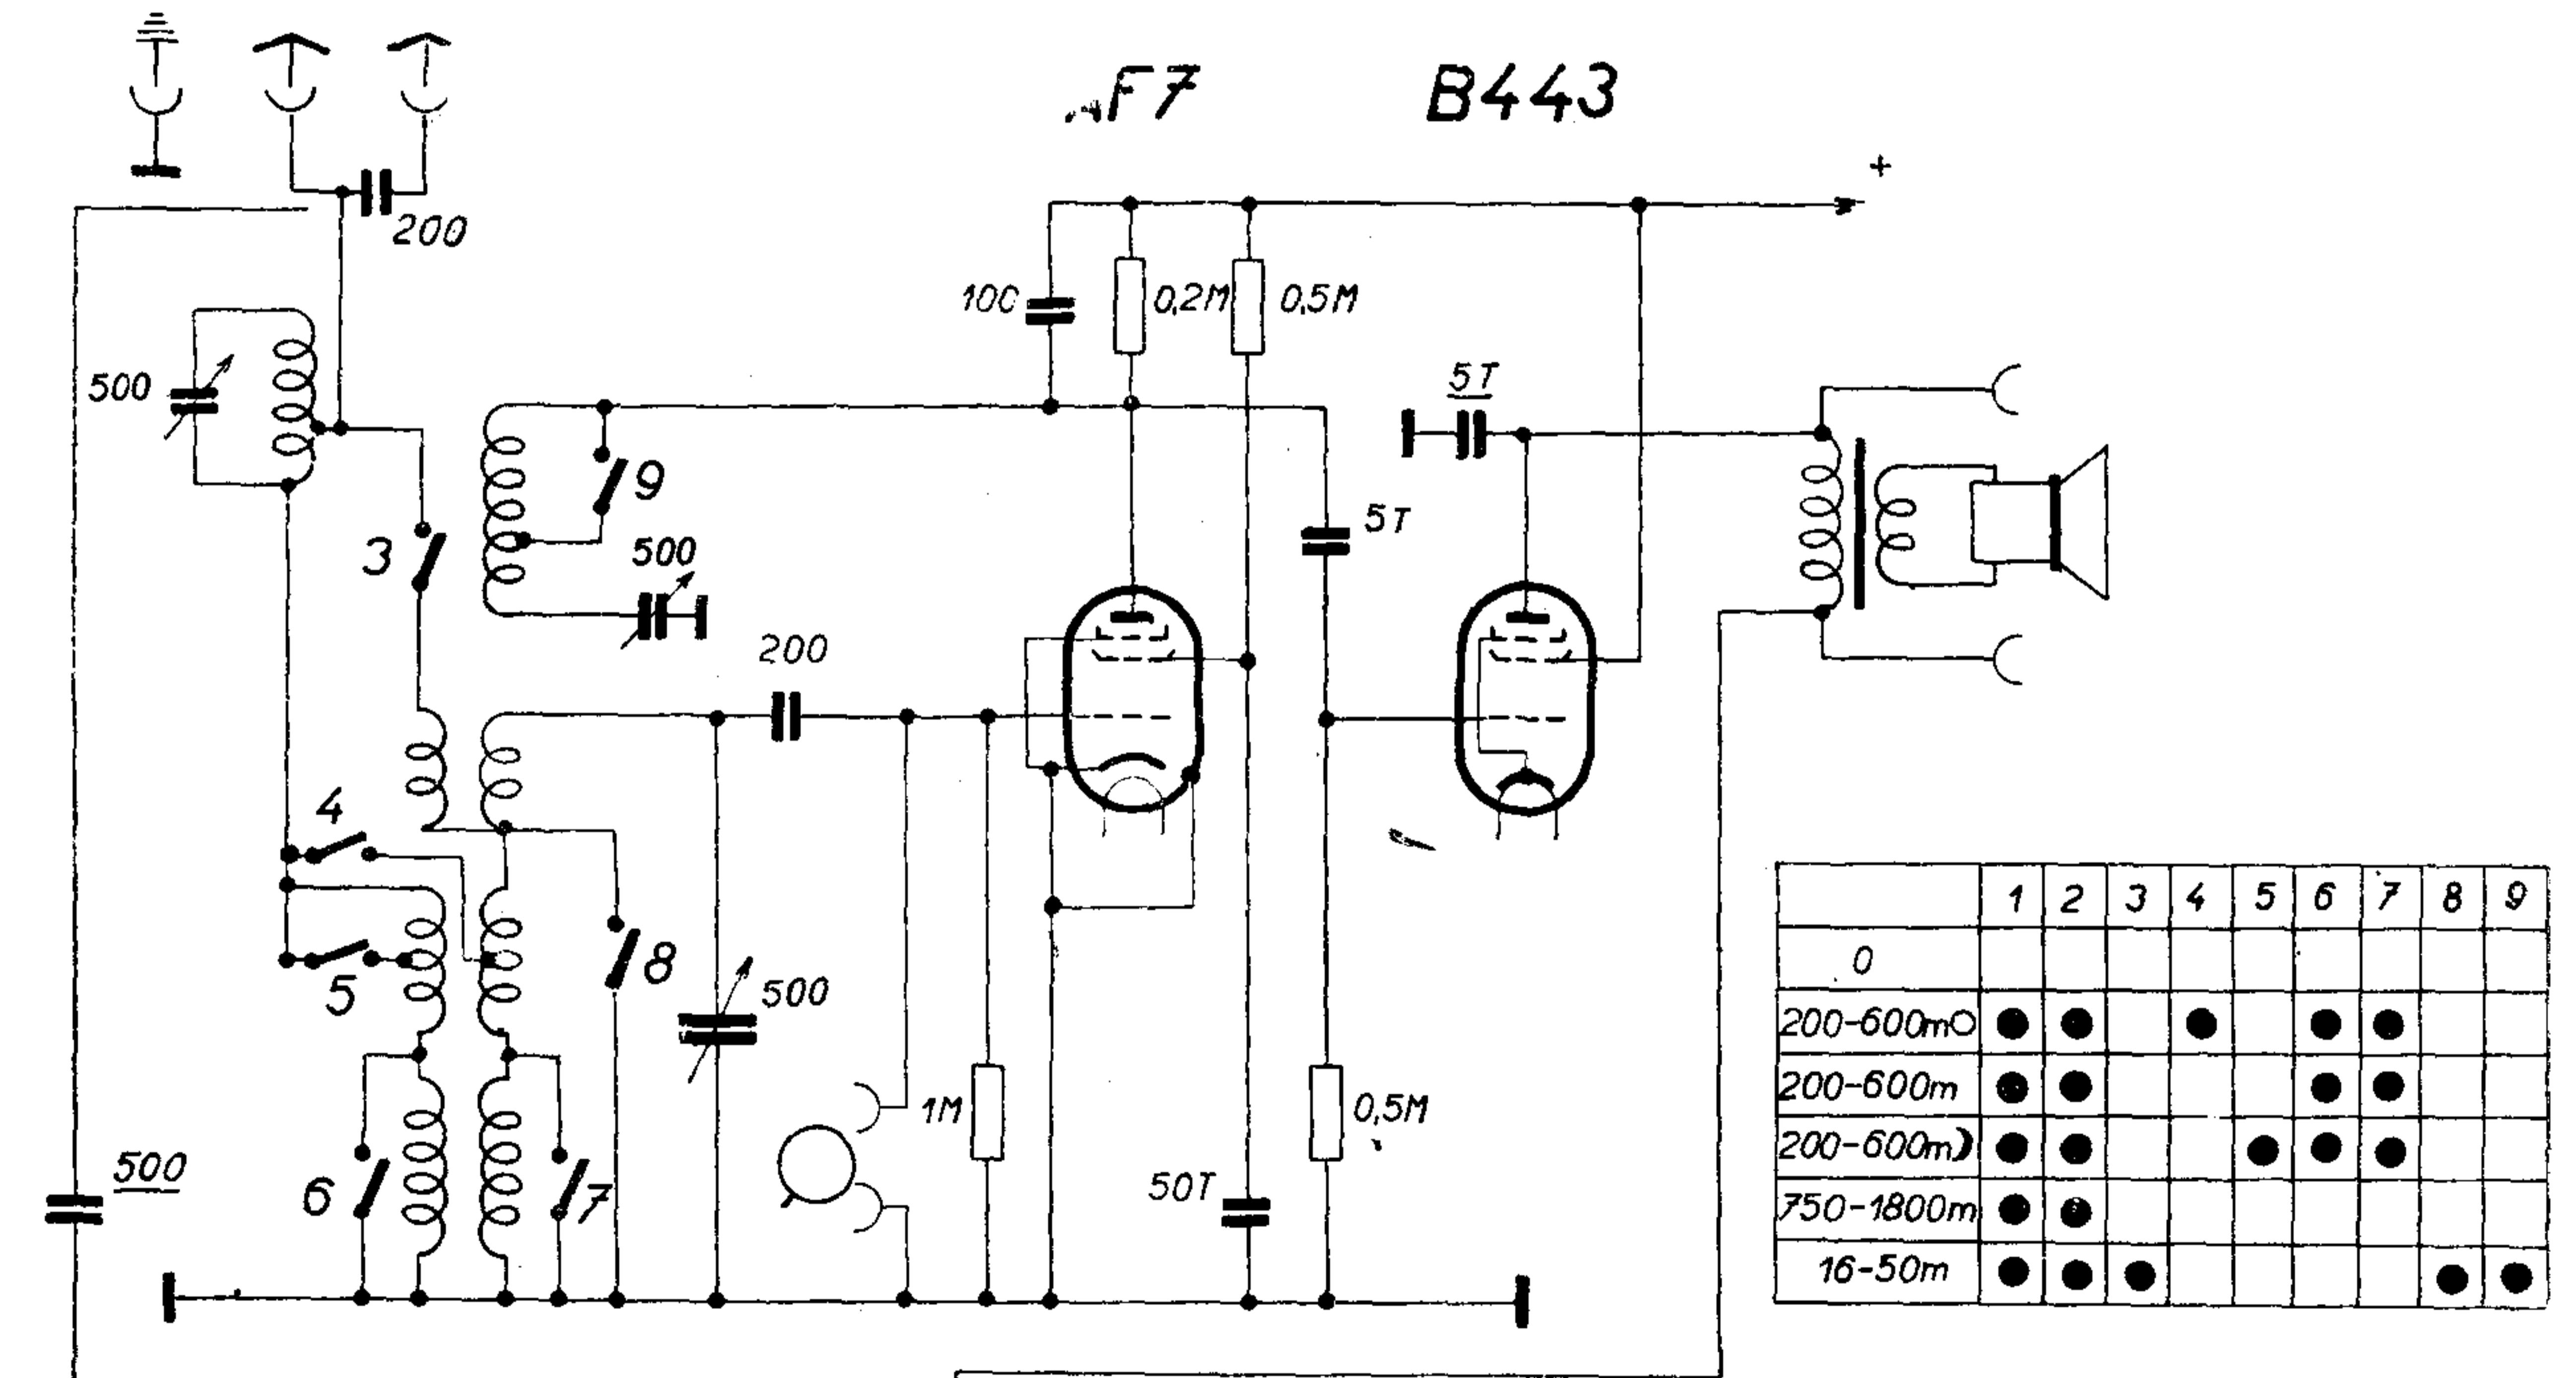 AF7 B443
+
200
100 0,2M 0,5M
500
5T
9
3
500
5T
200
4
8
5
500
1M
0,5M
500
6
7
50T
1 2 3 4 5 6 7 8 9
0
200-600m○ ● ● ● ● ●
200-600m ● ● ● ●
200-600m) ● ● ● ● ●
750-1800m ● ●
16-50m ● ● ● ● ●